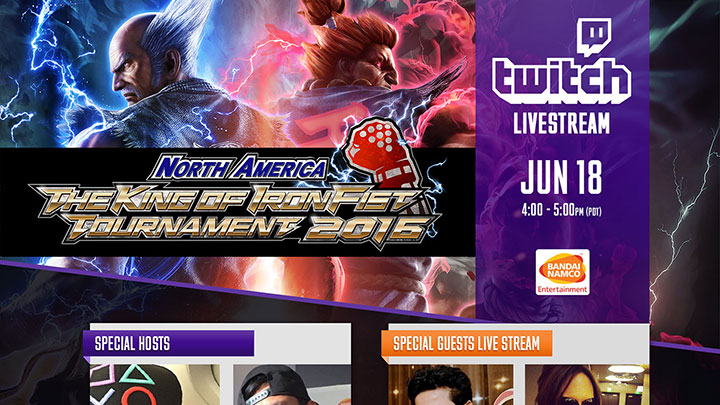 twitch
LIVESTREAM
JUN 18
4:00 - 5:00PM (PDT)
NORTH AMERICA
THE KING OF IRON FIST
TOURNAMENT 2016
BANDAI
NAMCO
Entertainment
SPECIAL HOSTS
SPECIAL GUESTS LIVE STREAM